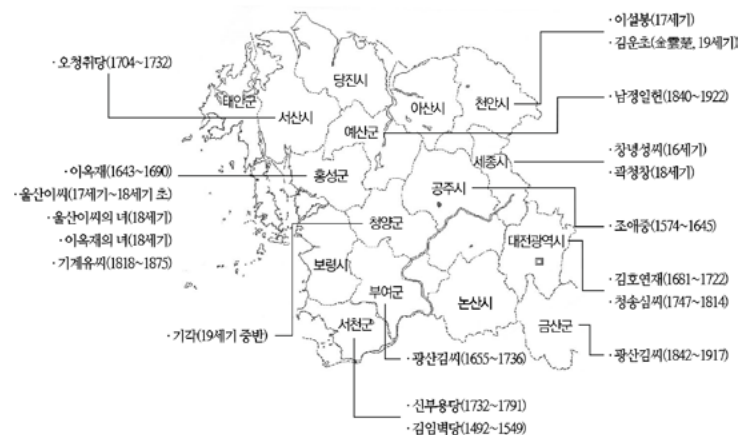 · 이설봉(17세기)
· 김운초(金雲楚, 19세기)
· 오청취당(1704~1732)
당진시
태안군
서산시
아산시
천안시
· 남정일헌(1840~1922)
예산군
· 창녕성씨(16세기)
· 곽청창(18세기)
세종시
· 이옥재(1643~1690)
· 울산이씨(17세기~18세기 초)
· 울산이씨의 녀(18세기)
· 이옥재의 녀(18세기)
· 기계유씨(1818~1875)
홍성군
공주시
청양군
· 조애중(1574~1645)
대전광역시
보령시
부여군
논산시
· 김호연재(1681~1722)
· 청송심씨(1747~1814)
서천군
금산군
· 기각(19세기 중반)
· 광산김씨(1655~1736)
· 광산김씨(1842~1917)
· 신부용당(1732~1791)
· 김임벽당(1492~1549)